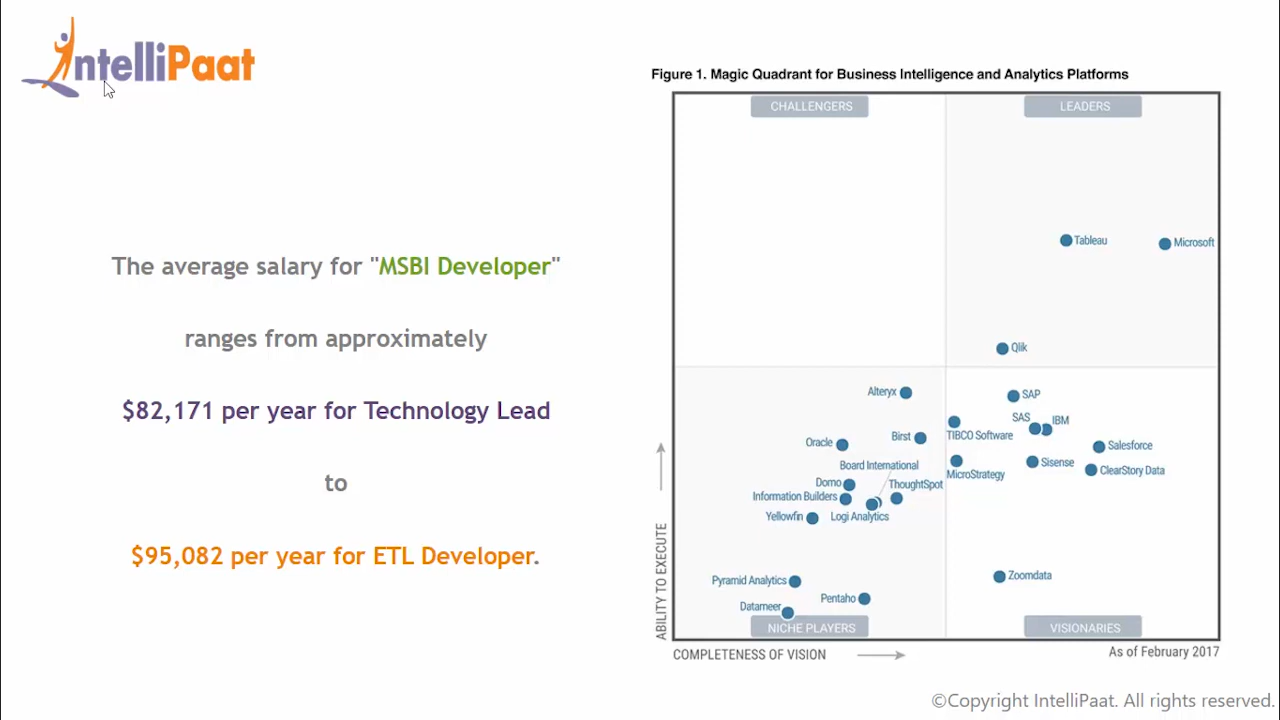 IntelliPaat
The average salary for "MSBI Developer"
ranges from approximately
$82,171 per year for Technology Lead
to
$95,082 per year for ETL Developer.
Figure 1. Magic Quadrant for Business Intelligence and Analytics Platforms
CHALLENGERS
LEADERS
Tableau
Microsoft
Qlik
Alteryx
SAP
SAS
IBM
TIBCO Software
Oracle
Birst
Salesforce
Board International
MicroStrategy
Sisense
ClearStory Data
Domo
ThoughtSpot
Information Builders
Yellowfin
Logi Analytics
Pyramid Analytics
Zoomdata
Pentaho
Datameer
NICHE PLAYERS
VISIONARIES
ABILITY TO EXECUTE
COMPLETENESS OF VISION
As of February 2017
©Copyright IntelliPaat. All rights reserved.